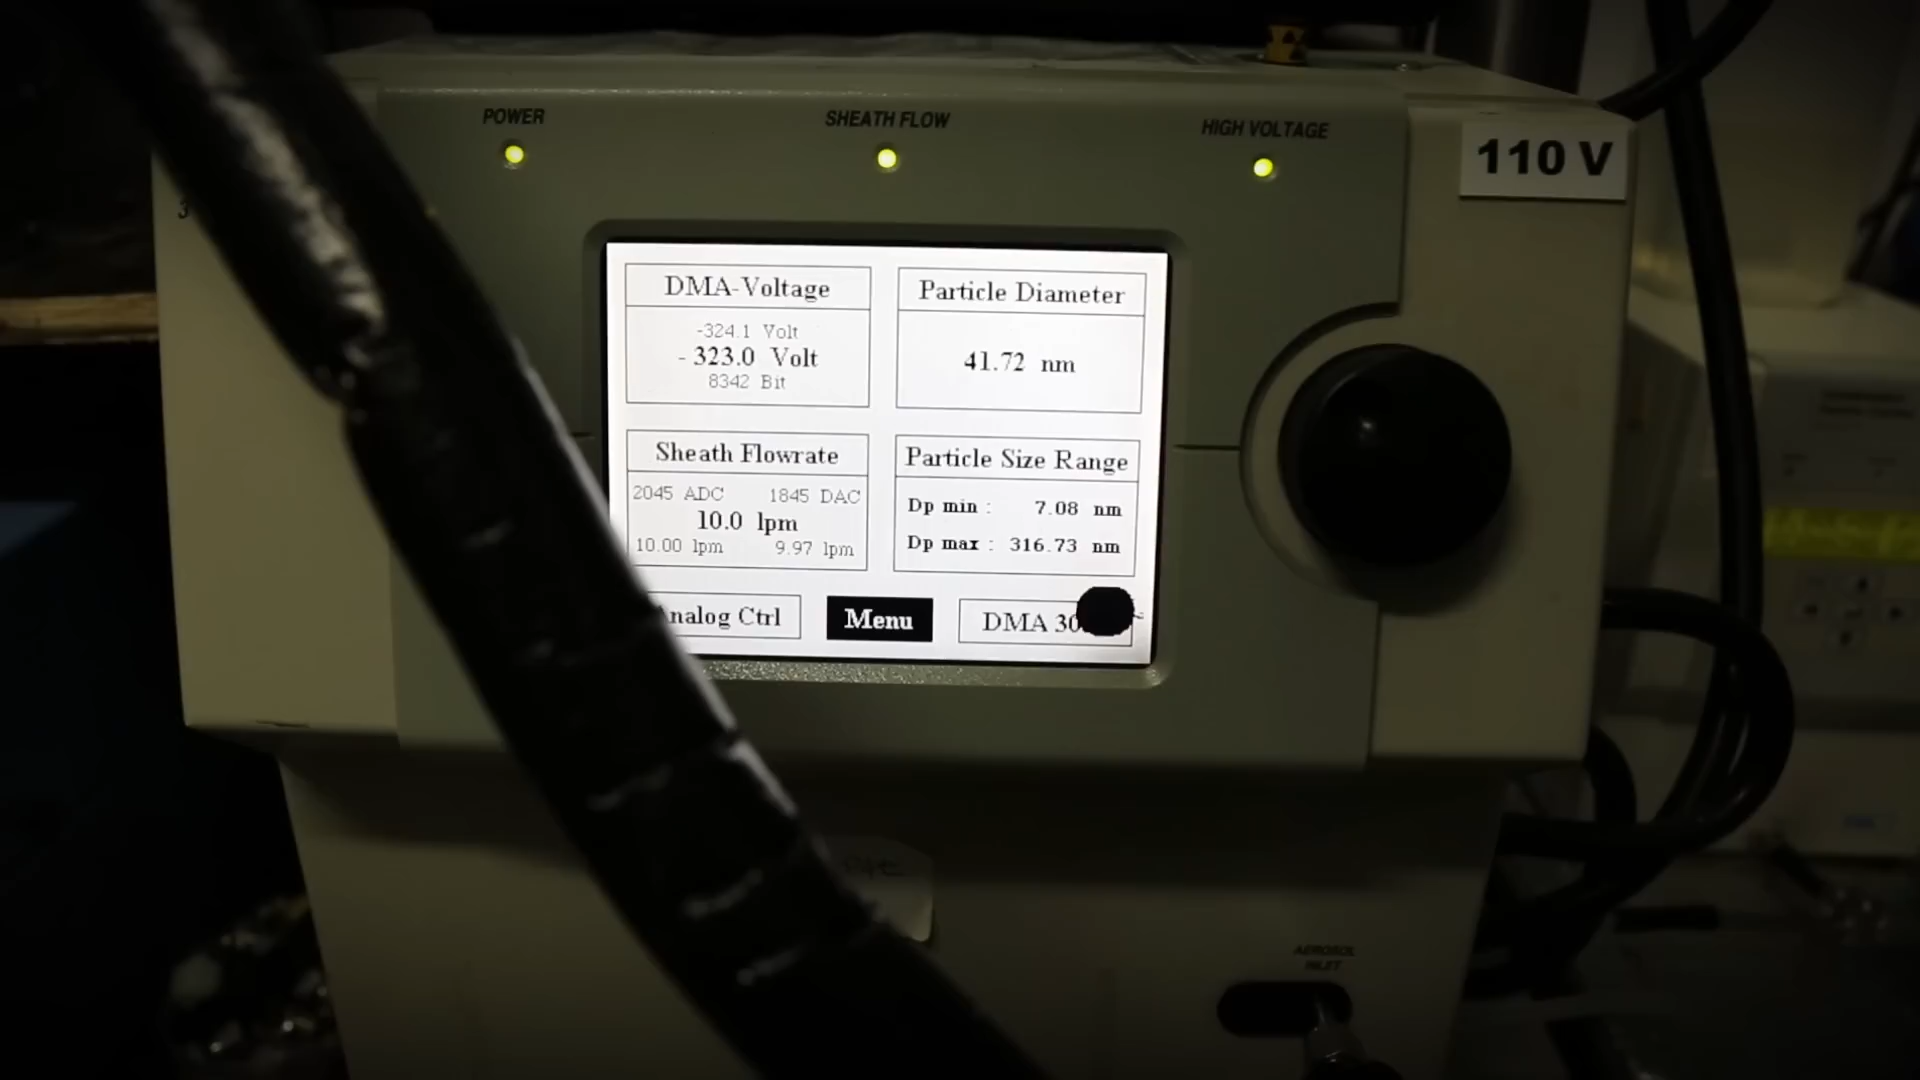 POWER
SHEATH FLOW
HIGH VOLTAGE
110 V
3
DMA-Voltage
-324.1 Volt
- 323.0 Volt
8342 Bit
Particle Diameter
41.72 nm
Sheath Flowrate
2045 ADC 1845 DAC
10.0 lpm
10.00 lpm 9.97 lpm
Particle Size Range
Dp min : 7.08 nm
Dp max : 316.73 nm
nalog Ctrl
Menu
DMA 30
AEROSOL
INLET